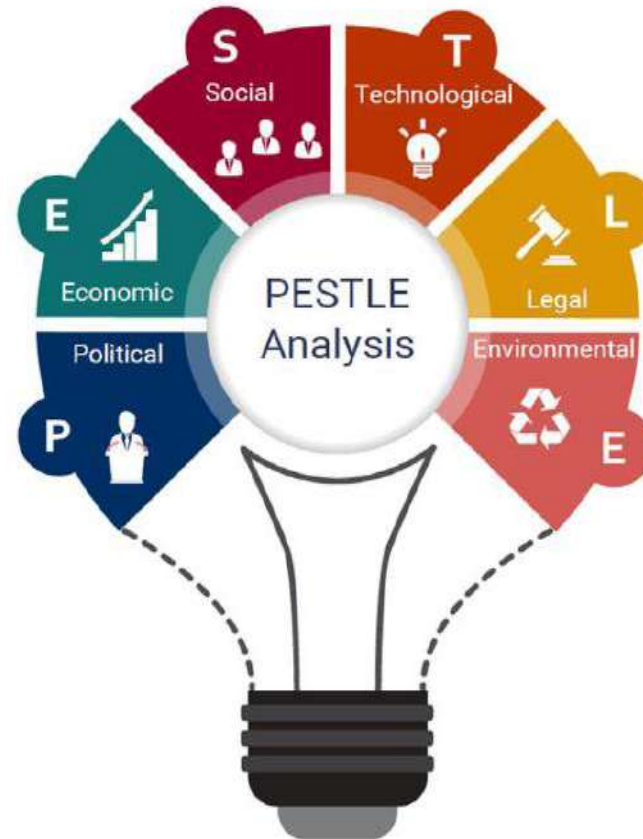 P
Political
E
Economic
S
Social
T
Technological
L
Legal
E
Environmental
PESTLE
Analysis